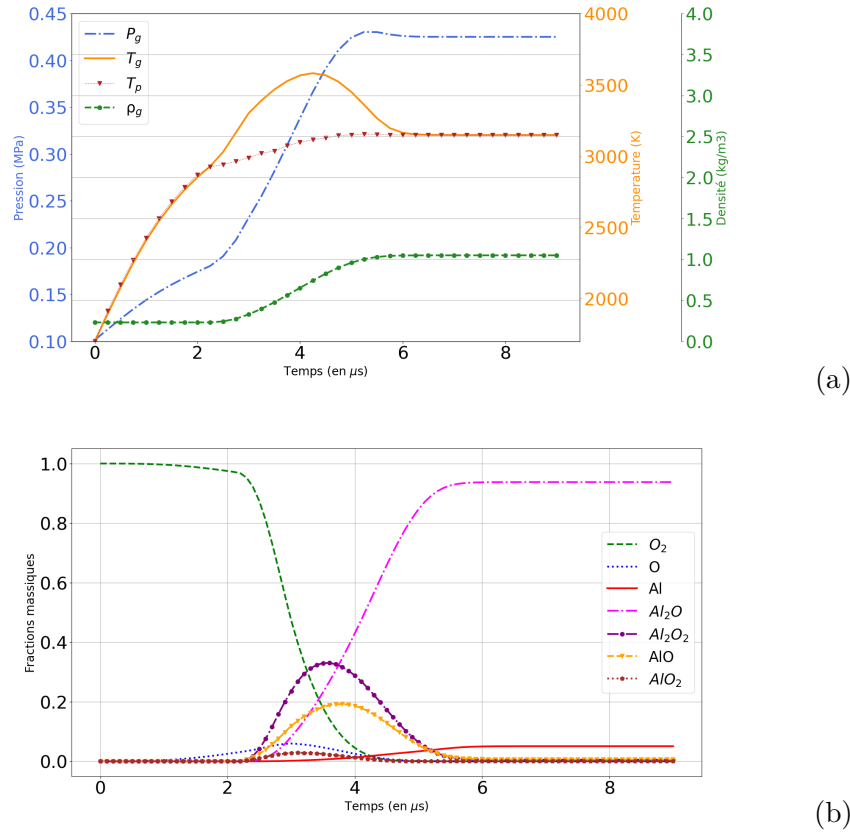 P_g
T_g
T_p
ρ_g
Pression (MPa)
0.45
0.40
0.35
0.30
0.25
0.20
0.15
0.10
0
2
4
6
8
Temps (en μs)
4000
3500
3000
2500
2000
Temperature (K)
4.0
3.5
3.0
2.5
2.0
1.5
1.0
0.5
0.0
Densité (kg/m3)
(a)
Fractions massiques
1.0
0.8
0.6
0.4
0.2
0.0
O_2
O
Al
Al_2O
Al_2O_2
AlO
AlO_2
0
2
4
6
8
Temps (en μs)
(b)